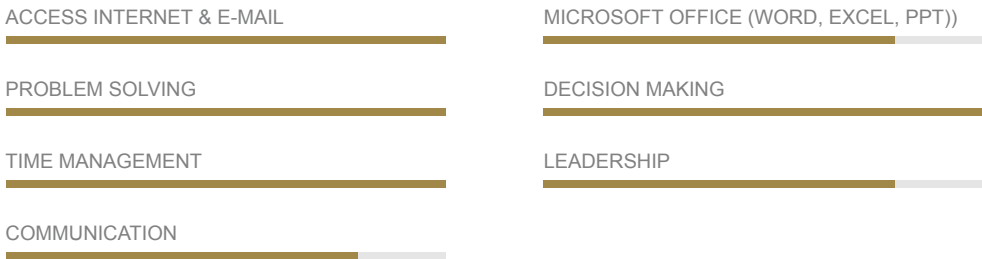 ACCESS INTERNET & E-MAIL
MICROSOFT OFFICE (WORD, EXCEL, PPT))
PROBLEM SOLVING
DECISION MAKING
TIME MANAGEMENT
LEADERSHIP
COMMUNICATION